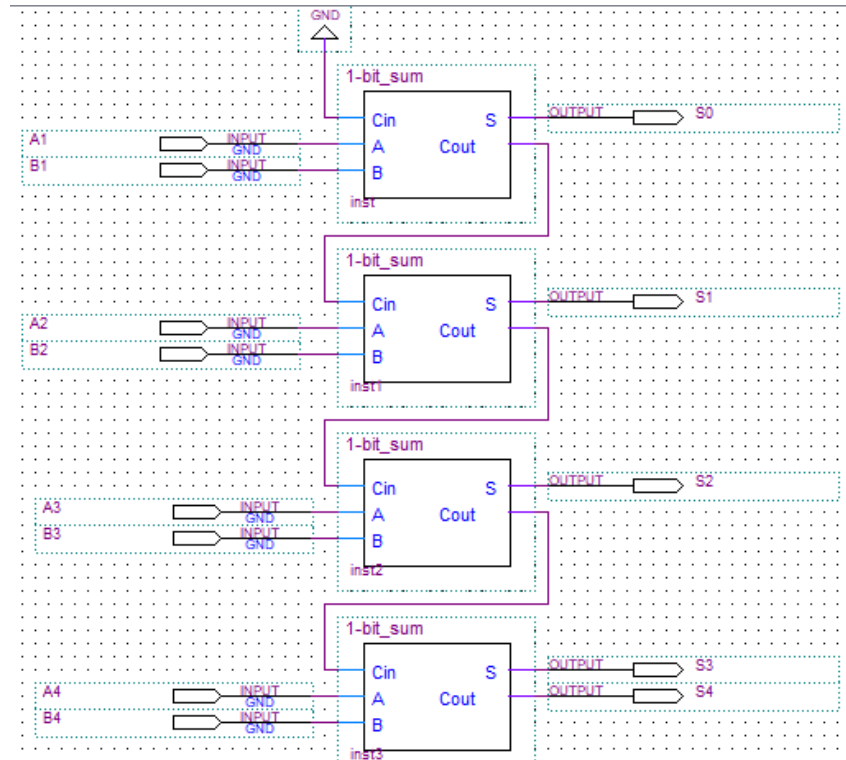 GND
1-bit_sum
Cin S OUTPUT S0
A1 INPUT GND A Cout
B1 INPUT GND B
inst
1-bit_sum
Cin S OUTPUT S1
A2 INPUT GND A Cout
B2 INPUT GND B
inst1
1-bit_sum
Cin S OUTPUT S2
A3 INPUT GND A Cout
B3 INPUT GND B
inst2
1-bit_sum
Cin S OUTPUT S3
A4 INPUT GND A Cout OUTPUT S4
B4 INPUT GND B
inst3